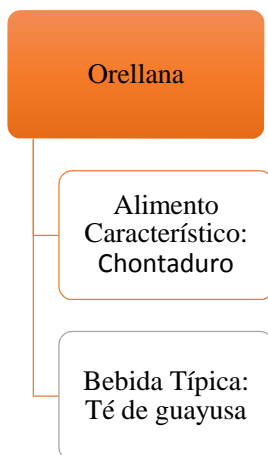 Orellana
Alimento
Característico:
Chontaduro
Bebida Típica:
Té de guayusa